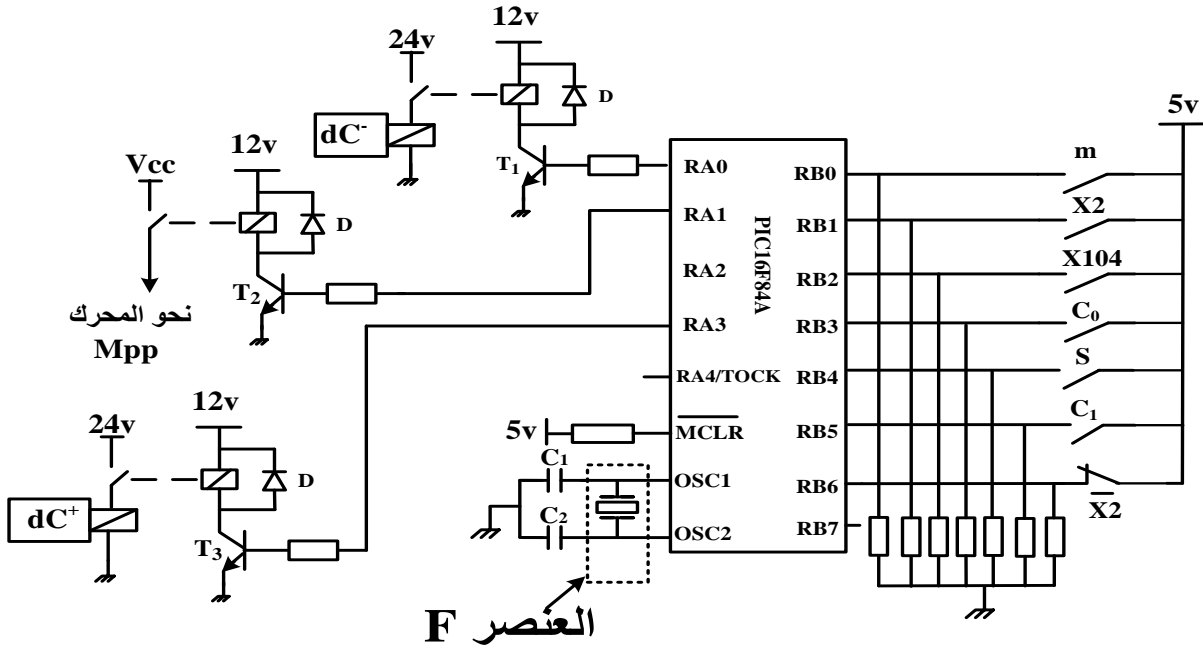 12v
24v
D
dC-
T1
12v
Vcc
D
T2
نحو المحرك
Mpp
12v
24v
D
dC+
T3
PIC16F84A
RA0
RA1
RA2
RA3
RA4/TOCK
MCLR
OSC1
OSC2
RB0
RB1
RB2
RB3
RB4
RB5
RB6
RB7
5v
C1
C2
العنصر F
5v
m
X2
X104
C0
S
C1
X̅2